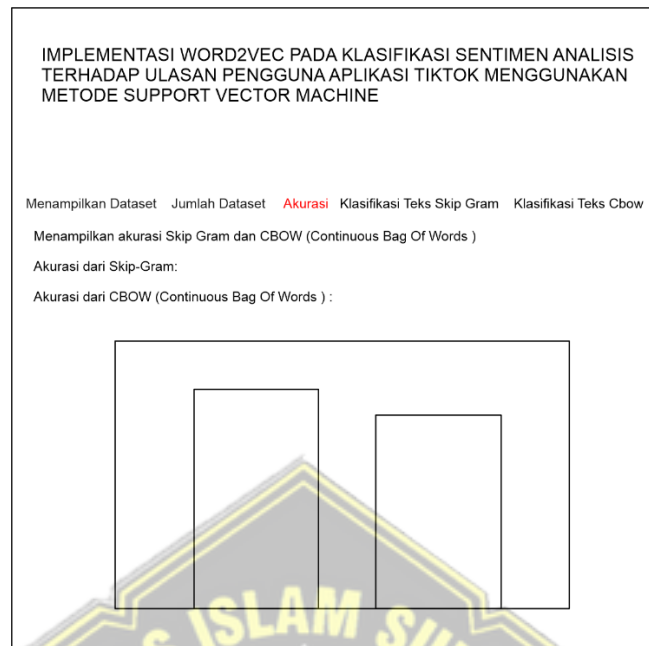 IMPLEMENTASI WORD2VEC PADA KLASIFIKASI SENTIMEN ANALISIS
TERHADAP ULASAN PENGGUNA APLIKASI TIKTOK MENGGUNAKAN
METODE SUPPORT VECTOR MACHINE
Menampilkan Dataset Jumlah Dataset Akurasi Klasifikasi Teks Skip Gram Klasifikasi Teks Cbow
Menampilkan akurasi Skip Gram dan CBOW (Continuous Bag Of Words )
Akurasi dari Skip-Gram:
Akurasi dari CBOW (Continuous Bag Of Words ) :
ISLAM